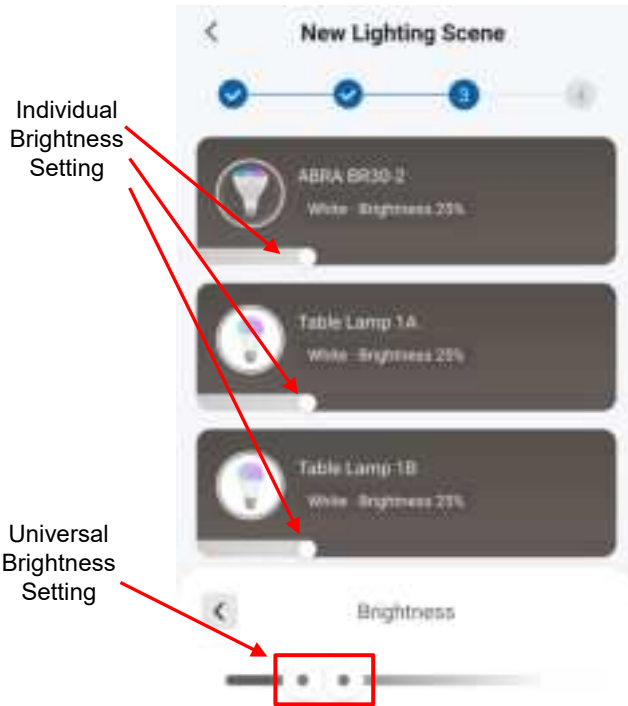 New Lighting Scene
3
4
Individual
Brightness
Setting
ABRA BR30-2
White · Brightness 25%
Table Lamp 1A
White · Brightness 25%
Table Lamp 1B
White · Brightness 25%
Universal
Brightness
Setting
Brightness